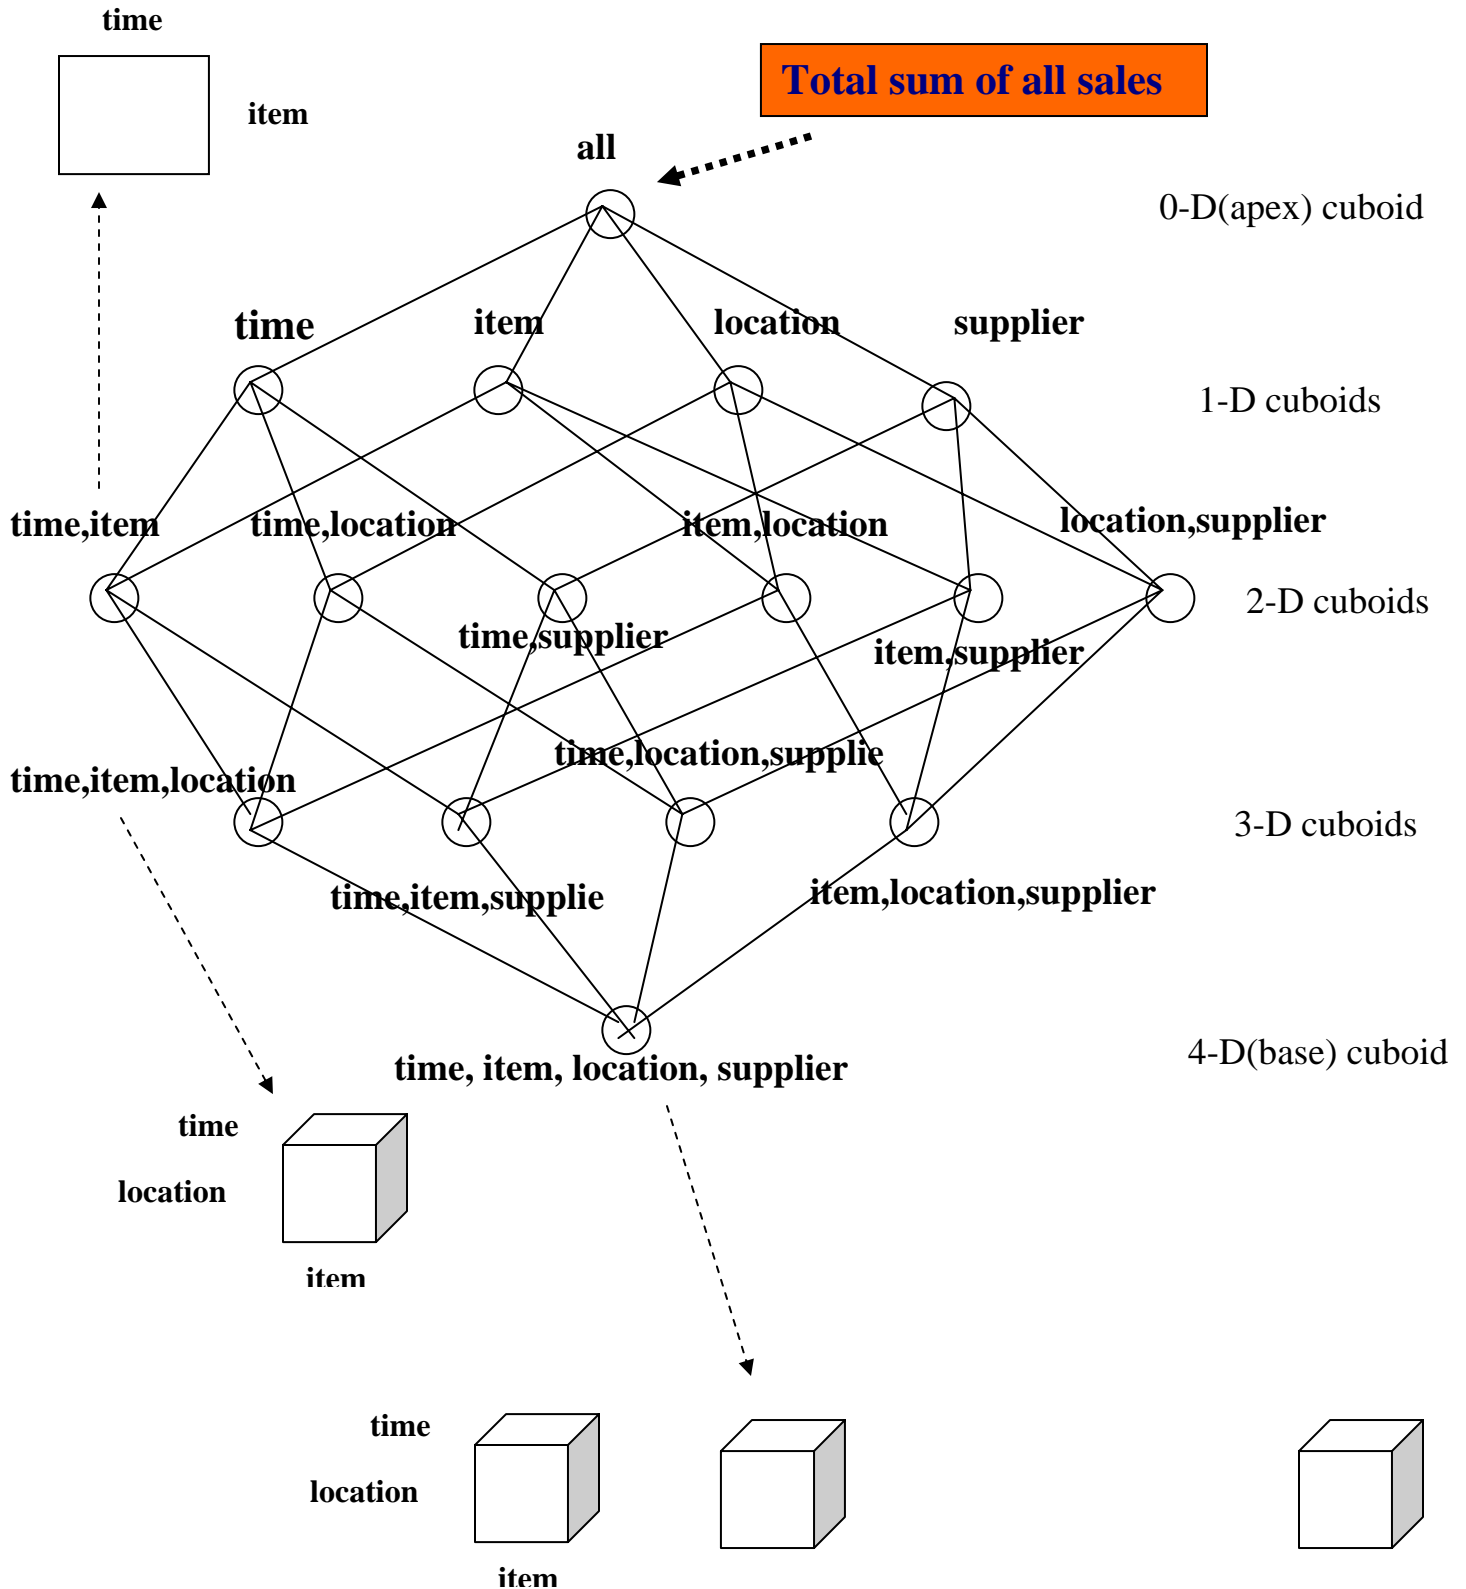 time
Total sum of all sales
item
all
0-D(apex) cuboid
time
item
location
supplier
1-D cuboids
time,item
time,location
item,location
location,supplier
2-D cuboids
time,supplier
item,supplier
time,location,supplie
time,item,location
3-D cuboids
time,item,supplie
item,location,supplier
4-D(base) cuboid
time, item, location, supplier
time
location
item
time
location
item